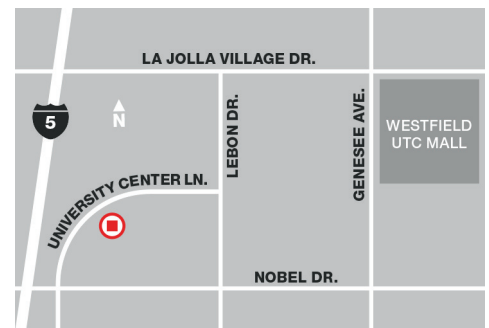 LA JOLLA VILLAGE DR.
5
N
LEBON DR.
GENESEE AVE.
WESTFIELD
UTC MALL
UNIVERSITY CENTER LN.
NOBEL DR.